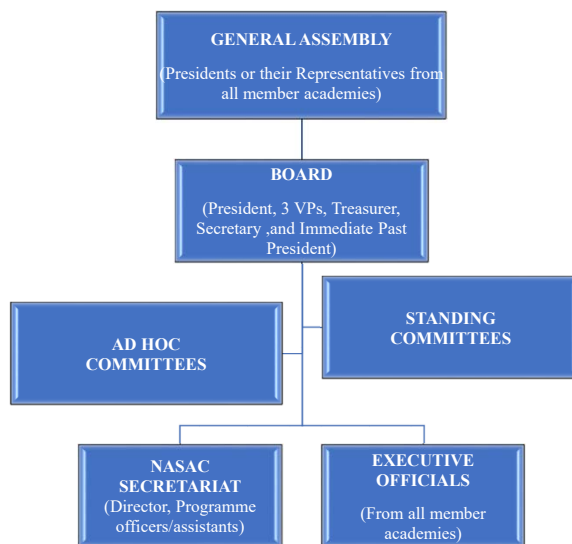 GENERAL ASSEMBLY
(Presidents or their Representatives from
all member academies)
BOARD
(President, 3 VPs, Treasurer,
Secretary ,and Immediate Past
President)
AD HOC
COMMITTEES
STANDING
COMMITTEES
NASAC
SECRETARIAT
(Director, Programme
officers/assistants)
EXECUTIVE
OFFICIALS
(From all member
academies)